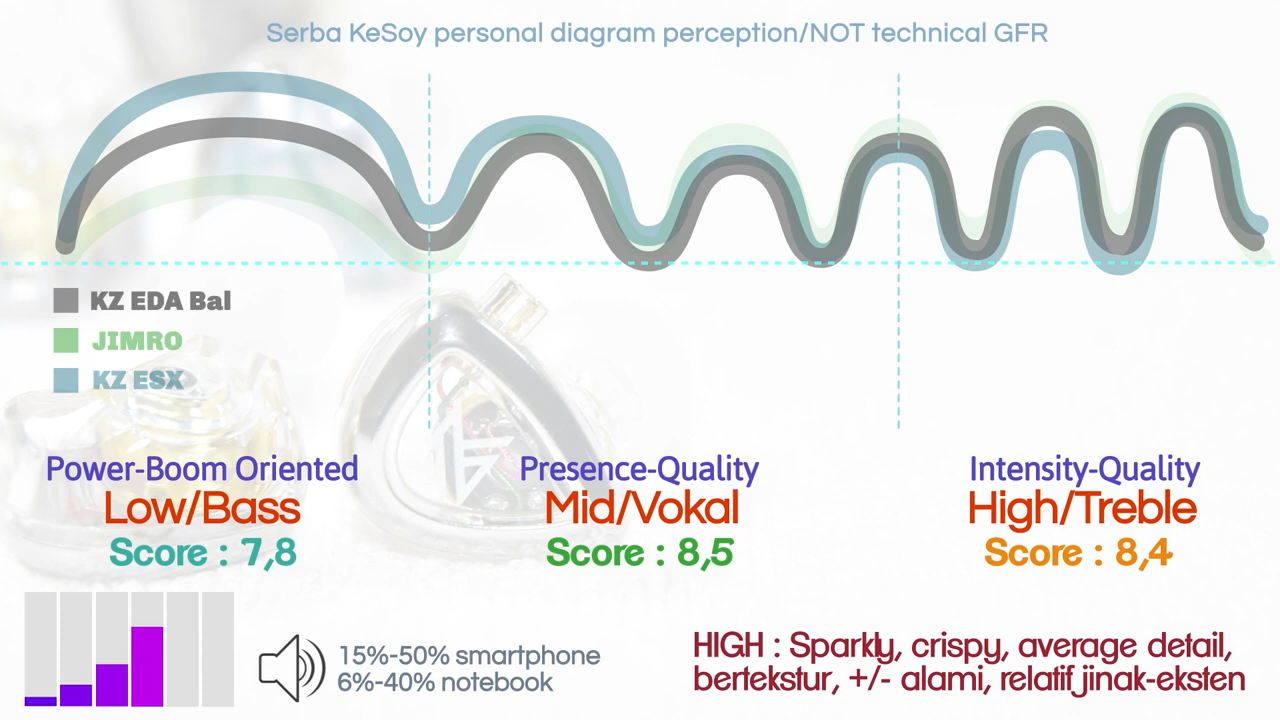 Serba KeSoy personal diagram perception/NOT technical GFR
KZ EDA Bal
JIMRO
KZ ESX
Power-Boom Oriented
Low/Bass
Score : 7,8
Presence-Quality
Mid/Vokal
Score : 8,5
Intensity-Quality
High/Treble
Score : 8,4
15%-50% smartphone
6%-40% notebook
HIGH : Sparkly, crispy, average detail,
bertekstur, +/- alami, relatif jinak-eksten